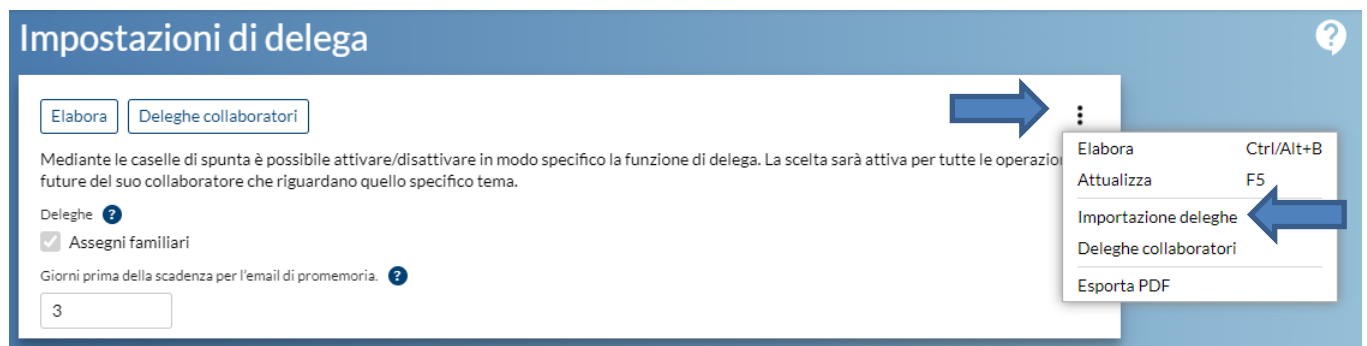 Impostazioni di delega
?
Elabora
Deleghe collaboratori
Mediante le caselle di spunta è possibile attivare/disattivare in modo specifico la funzione di delega. La scelta sarà attiva per tutte le
future del suo collaboratore che riguardano quello specifico tema.
Deleghe ?
Assegni familiari
Giorni prima della scadenza per l'email di promemoria. ?
3
Elabora Ctrl/Alt+B
Attualizza F5
Importazione deleghe
Deleghe collaboratori
Esporta PDF